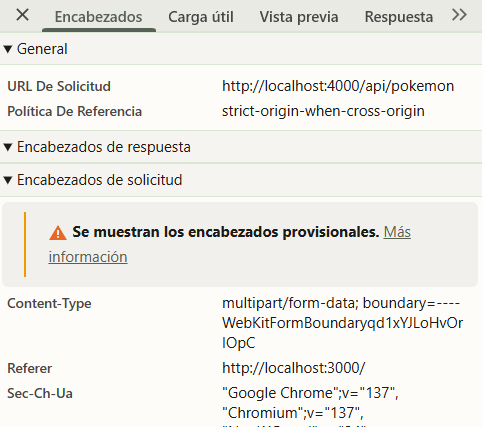 Encabezados Carga útil Vista previa Respuesta
General
URL De Solicitud http://localhost:4000/api/pokemon
Política De Referencia strict-origin-when-cross-origin
Encabezados de respuesta
Encabezados de solicitud
Se muestran los encabezados provisionales. Más
información
Content-Type multipart/form-data; boundary=----
WebKitFormBoundaryqd1xYJLoHvOr
IOpC
Referer http://localhost:3000/
Sec-Ch-Ua "Google Chrome";v="137",
"Chromium";v="137",